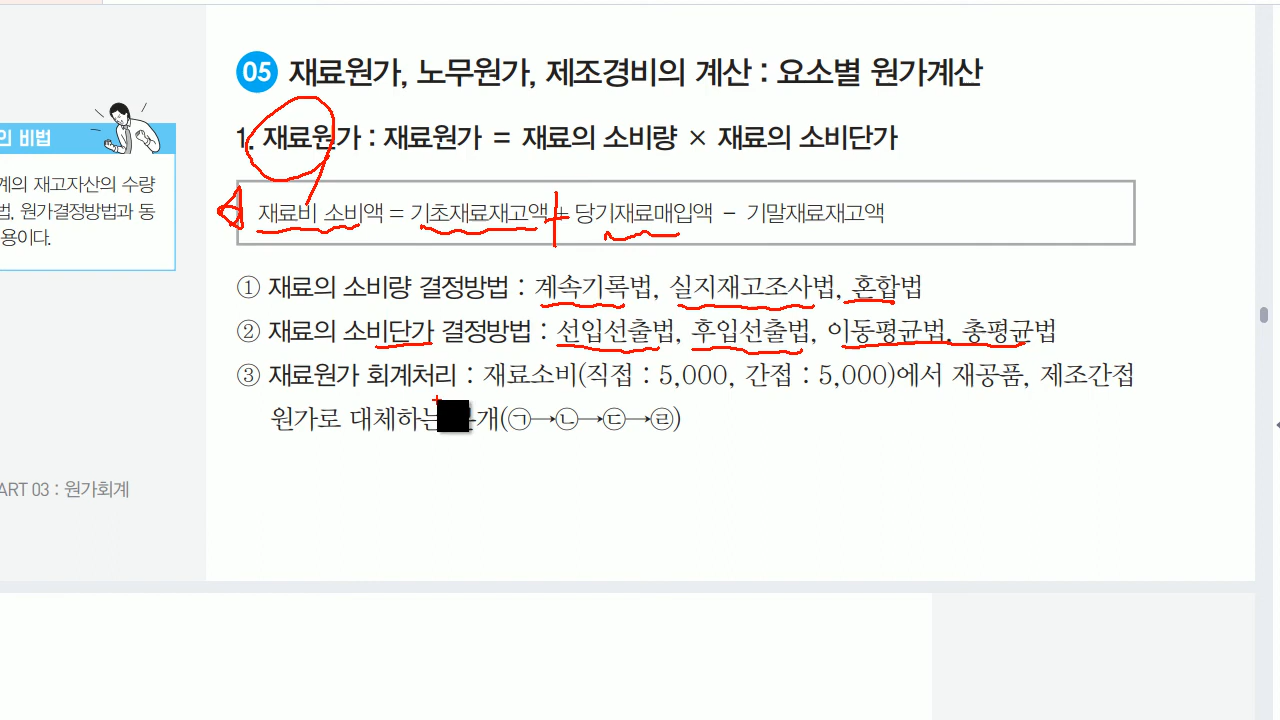 05 재료원가, 노무원가, 제조경비의 계산 : 요소별 원가계산
1. 재료원가 : 재료원가 = 재료의 소비량 × 재료의 소비단가
재료비 소비액 = 기초재료재고액 + 당기재료매입액 − 기말재료재고액
① 재료의 소비량 결정방법 : 계속기록법, 실지재고조사법, 혼합법
② 재료의 소비단가 결정방법 : 선입선출법, 후입선출법, 이동평균법, 총평균법
③ 재료원가 회계처리 : 재료소비(직접 : 5,000, 간접 : 5,000)에서 재공품, 제조간접
원가로 대체하는 개(㉠→㉡→㉢→㉣)
의 비법
계의 재고자산의 수량
법, 원가결정방법과 동
용이다.
ART 03 : 원가회계